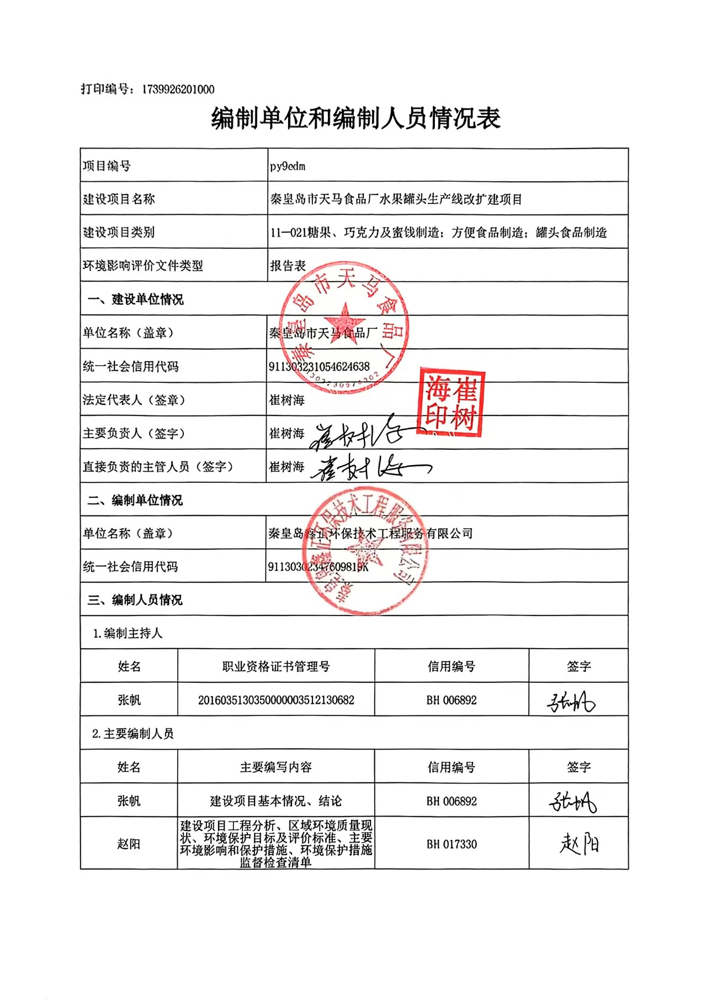 打印编号：1739926201000
编制单位和编制人员情况表
项目编号 py9edm
建设项目名称 秦皇岛市天马食品厂水果罐头生产线改扩建项目
建设项目类别 11—021糖果、巧克力及蜜饯制造；方便食品制造；罐头食品制造
环境影响评价文件类型 报告表
一、建设单位情况
单位名称（盖章） 秦皇岛市天马食品厂
统一社会信用代码 911303231054624638
法定代表人（签章） 崔树海
主要负责人（签字） 崔树海 崔树海
直接负责的主管人员（签字） 崔树海 崔树海
秦皇岛市天马食品厂
崔树海印
二、编制单位情况
单位名称（盖章） 秦皇岛鑫正环保技术工程服务有限公司
统一社会信用代码 91130302347609819K
秦皇岛鑫正环保技术工程服务有限公司
三、编制人员情况
1.编制主持人
姓名 职业资格证书管理号 信用编号 签字
张帆 2016035130350000003512130682 BH 006892 张帆
2.主要编制人员
姓名 主要编写内容 信用编号 签字
张帆 建设项目基本情况、结论 BH 006892 张帆
建设项目工程分析、区域环境质量现
状、环境保护目标及评价标准、主要
赵阳 环境影响和保护措施、环境保护措施 BH 017330 赵阳
监督检查清单